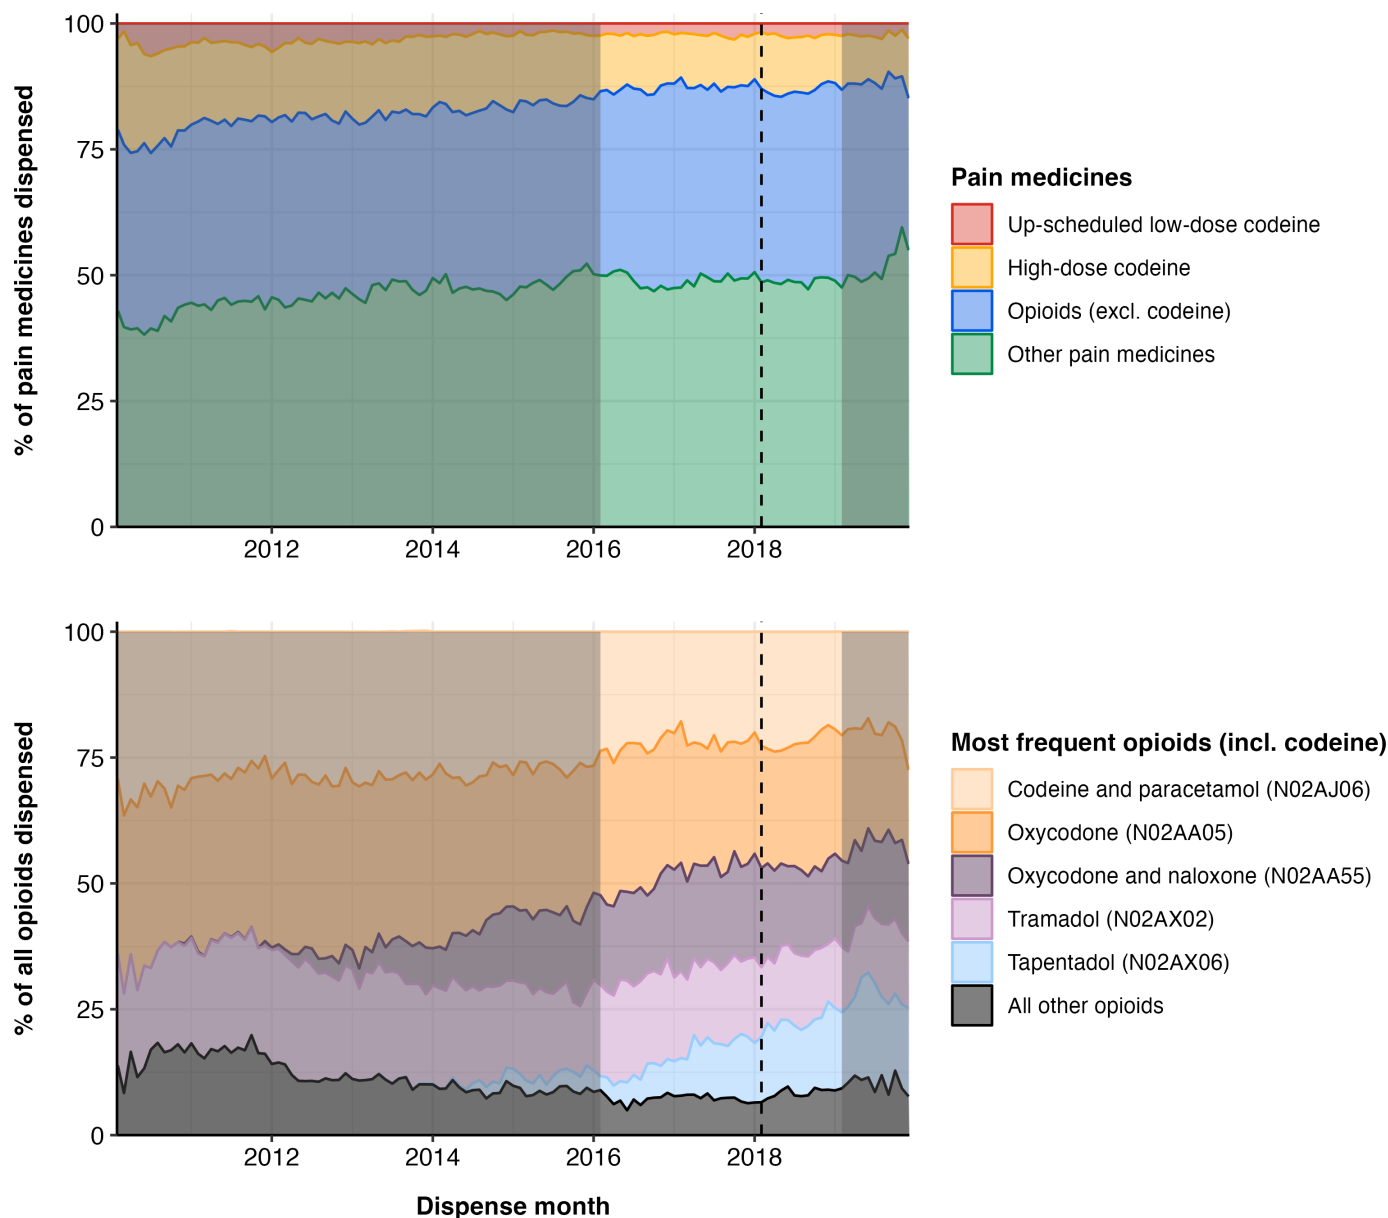 % of pain medicines dispensed
100
75
50
25
0
2012 2014 2016 2018
Pain medicines
Up-scheduled low-dose codeine
High-dose codeine
Opioids (excl. codeine)
Other pain medicines
% of all opioids dispensed
100
75
50
25
0
2012 2014 2016 2018
Dispense month
Most frequent opioids (incl. codeine)
Codeine and paracetamol (N02AJ06)
Oxycodone (N02AA05)
Oxycodone and naloxone (N02AA55)
Tramadol (N02AX02)
Tapentadol (N02AX06)
All other opioids